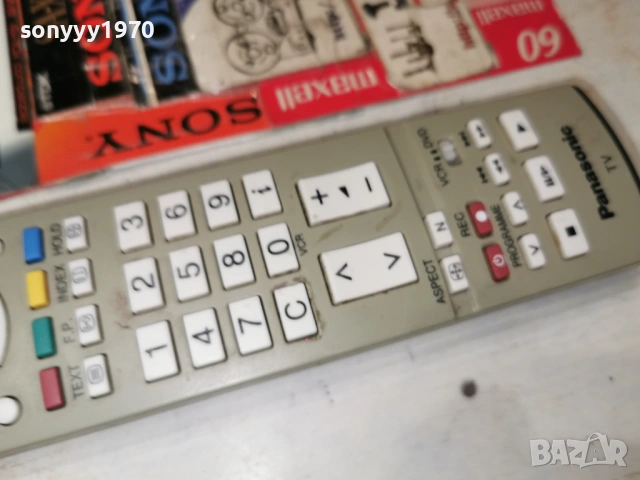 sonyyy1970
SONY
SONY
maxell
maxell
60
SONY
Panasonic
TV
VCR DVD
REC
PROGRAMME
N
ASPECT
VCR
+ -
3 6 9 i
2 5 8 0
1 4 7 C
HOLD
INDEX
F.P.
TEXT
BAZAR